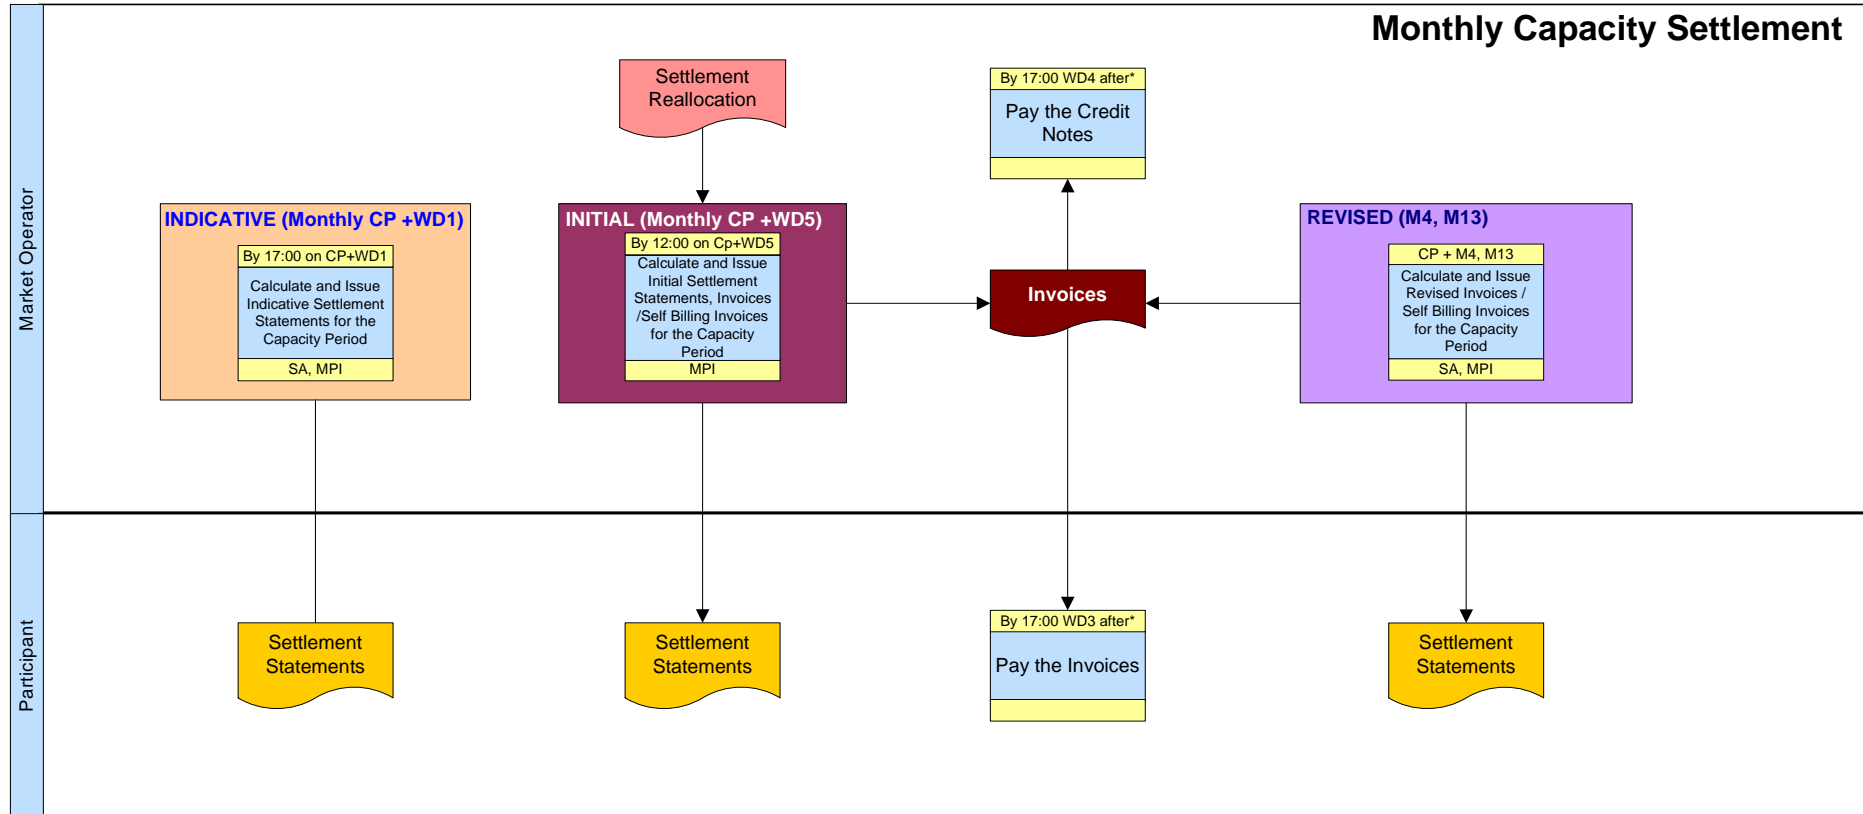 Monthly Capacity Settlement
Market Operator
Settlement
Reallocation
By 17:00 WD4 after*
Pay the Credit
Notes
INDICATIVE (Monthly CP +WD1)
By 17:00 on CP+WD1
Calculate and Issue
Indicative Settlement
Statements for the
Capacity Period
SA, MPI
INITIAL (Monthly CP +WD5)
By 12:00 on Cp+WD5
Calculate and Issue
Initial Settlement
Statements, Invoices
/Self Billing Invoices
for the Capacity
Period
MPI
Invoices
REVISED (M4, M13)
CP + M4, M13
Calculate and Issue
Revised Invoices /
Self Billing Invoices
for the Capacity
Period
SA, MPI
Participant
Settlement
Statements
Settlement
Statements
By 17:00 WD3 after*
Pay the Invoices
Settlement
Statements